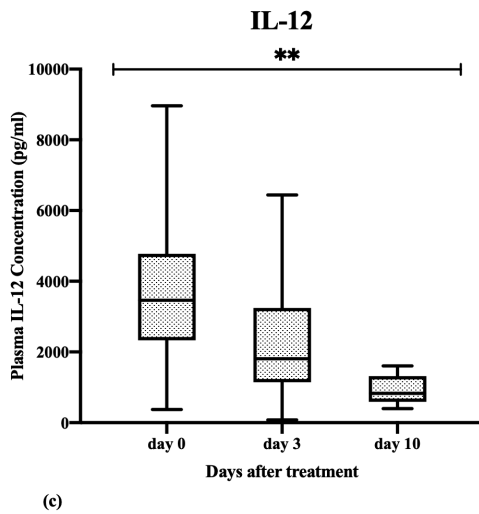 IL-12
**
10000
8000
6000
4000
2000
0
Plasma IL-12 Concentration (pg/ml)
day 0 day 3 day 10
Days after treatment
(c)